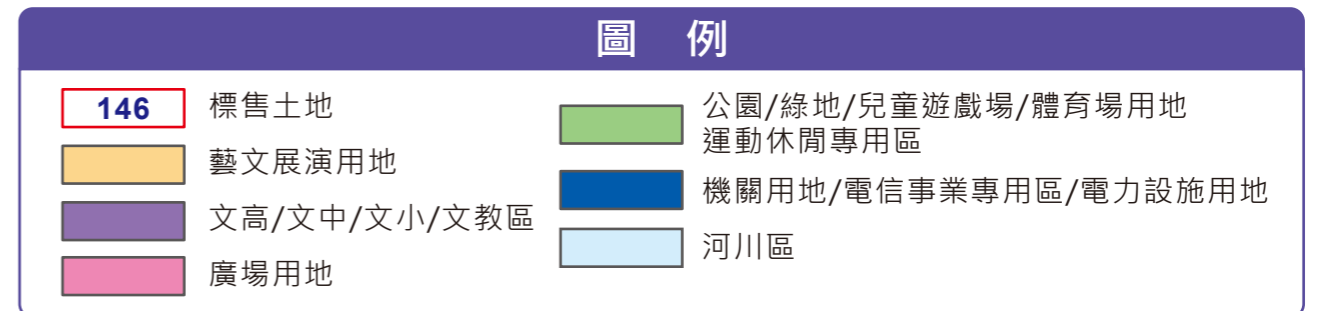 圖 例
146 標售土地
藝文展演用地
文高/文中/文小/文教區
廣場用地
公園/綠地/兒童遊戲場/體育場用地
運動休閒專用區
機關用地/電信事業專用區/電力設施用地
河川區